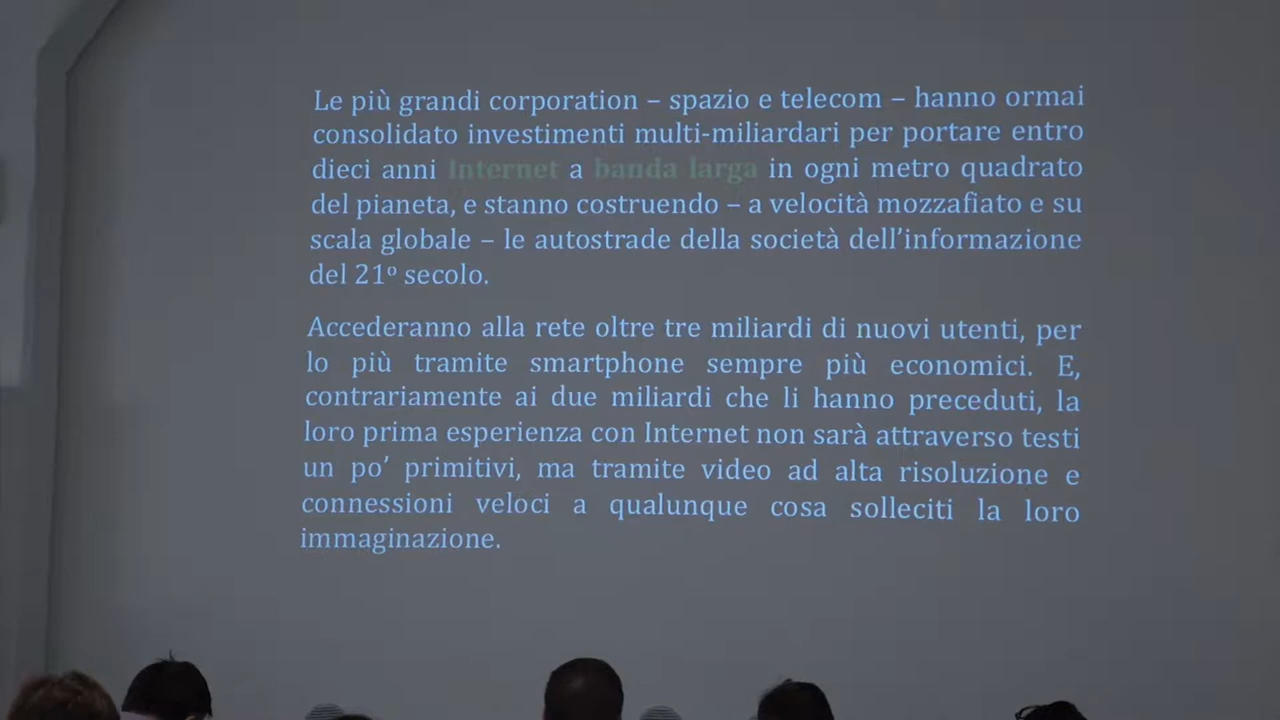 Le più grandi corporation – spazio e telecom – hanno ormai
consolidato investimenti multi-miliardari per portare entro
dieci anni Internet a banda larga in ogni metro quadrato
del pianeta, e stanno costruendo – a velocità mozzafiato e su
scala globale – le autostrade della società dell’informazione
del 21º secolo.
Accederanno alla rete oltre tre miliardi di nuovi utenti, per
lo più tramite smartphone sempre più economici. E,
contrariamente ai due miliardi che li hanno preceduti, la
loro prima esperienza con Internet non sarà attraverso testi
un po’ primitivi, ma tramite video ad alta risoluzione e
connessioni veloci a qualunque cosa solleciti la loro
immaginazione.